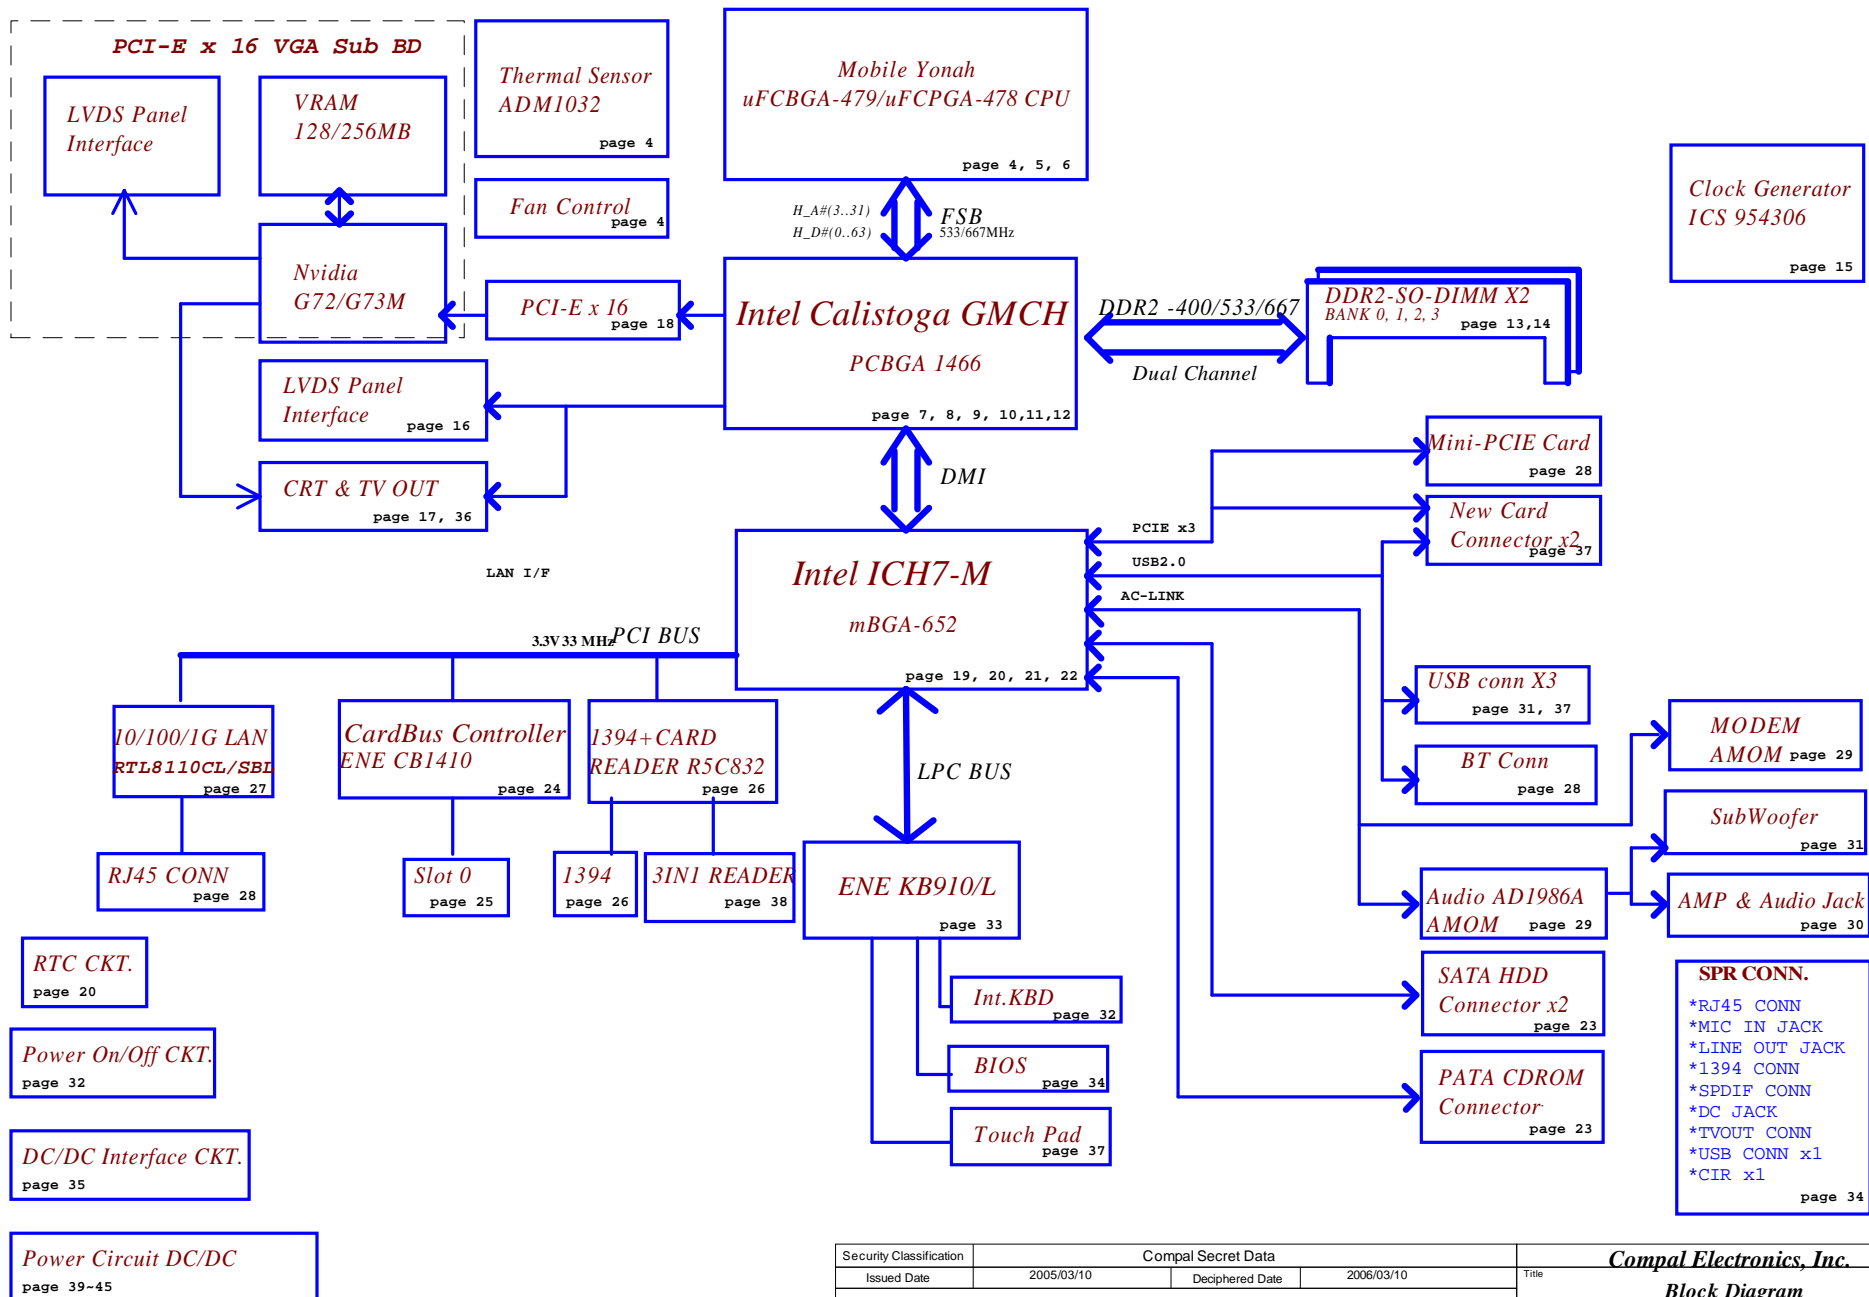 PCI-E x 16 VGA Sub BD
LVDS Panel
Interface
VRAM
128/256MB
Nvidia
G72/G73M
Thermal Sensor
ADM1032
page 4
Fan Control
page 4
Mobile Yonah
uFCBGA-479/uFCPGA-478 CPU
page 4, 5, 6
H_A#(3..31)
H_D#(0..63)
FSB
533/667MHz
Clock Generator
ICS 954306
page 15
PCI-E x 16
page 18
Intel Calistoga GMCH
PCBGA 1466
page 7, 8, 9, 10,11,12
DDR2 -400/533/667
Dual Channel
DDR2-SO-DIMM X2
BANK 0, 1, 2, 3
page 13,14
LVDS Panel
Interface
page 16
CRT & TV OUT
page 17, 36
DMI
Mini-PCIE Card
page 28
New Card
Connector x2
page 37
LAN I/F
Intel ICH7-M
mBGA-652
page 19, 20, 21, 22
PCIE x3
USB2.0
AC-LINK
3.3V 33 MHz
PCI BUS
USB conn X3
page 31, 37
BT Conn
page 28
MODEM
AMOM page 29
10/100/1G LAN
RTL8110CL/SBL
page 27
CardBus Controller
ENE CB1410
page 24
1394+CARD
READER R5C832
page 26
LPC BUS
SubWoofer
page 31
RJ45 CONN
page 28
Slot 0
page 25
1394
page 26
3IN1 READER
page 38
ENE KB910/L
page 33
Audio AD1986A
AMOM page 29
AMP & Audio Jack
page 30
RTC CKT.
page 20
Int.KBD
page 32
SATA HDD
Connector x2
page 23
SPR CONN.
*RJ45 CONN
*MIC IN JACK
*LINE OUT JACK
*1394 CONN
*SPDIF CONN
*DC JACK
*TVOUT CONN
*USB CONN x1
*CIR x1
page 34
Power On/Off CKT.
page 32
BIOS
page 34
PATA CDROM
Connector
page 23
DC/DC Interface CKT.
page 35
Touch Pad
page 37
Power Circuit DC/DC
page 39~45
Security Classification
Compal Secret Data
Compal Electronics, Inc.
Issued Date
2005/03/10
Deciphered Date
2006/03/10
Title
Block Diagram